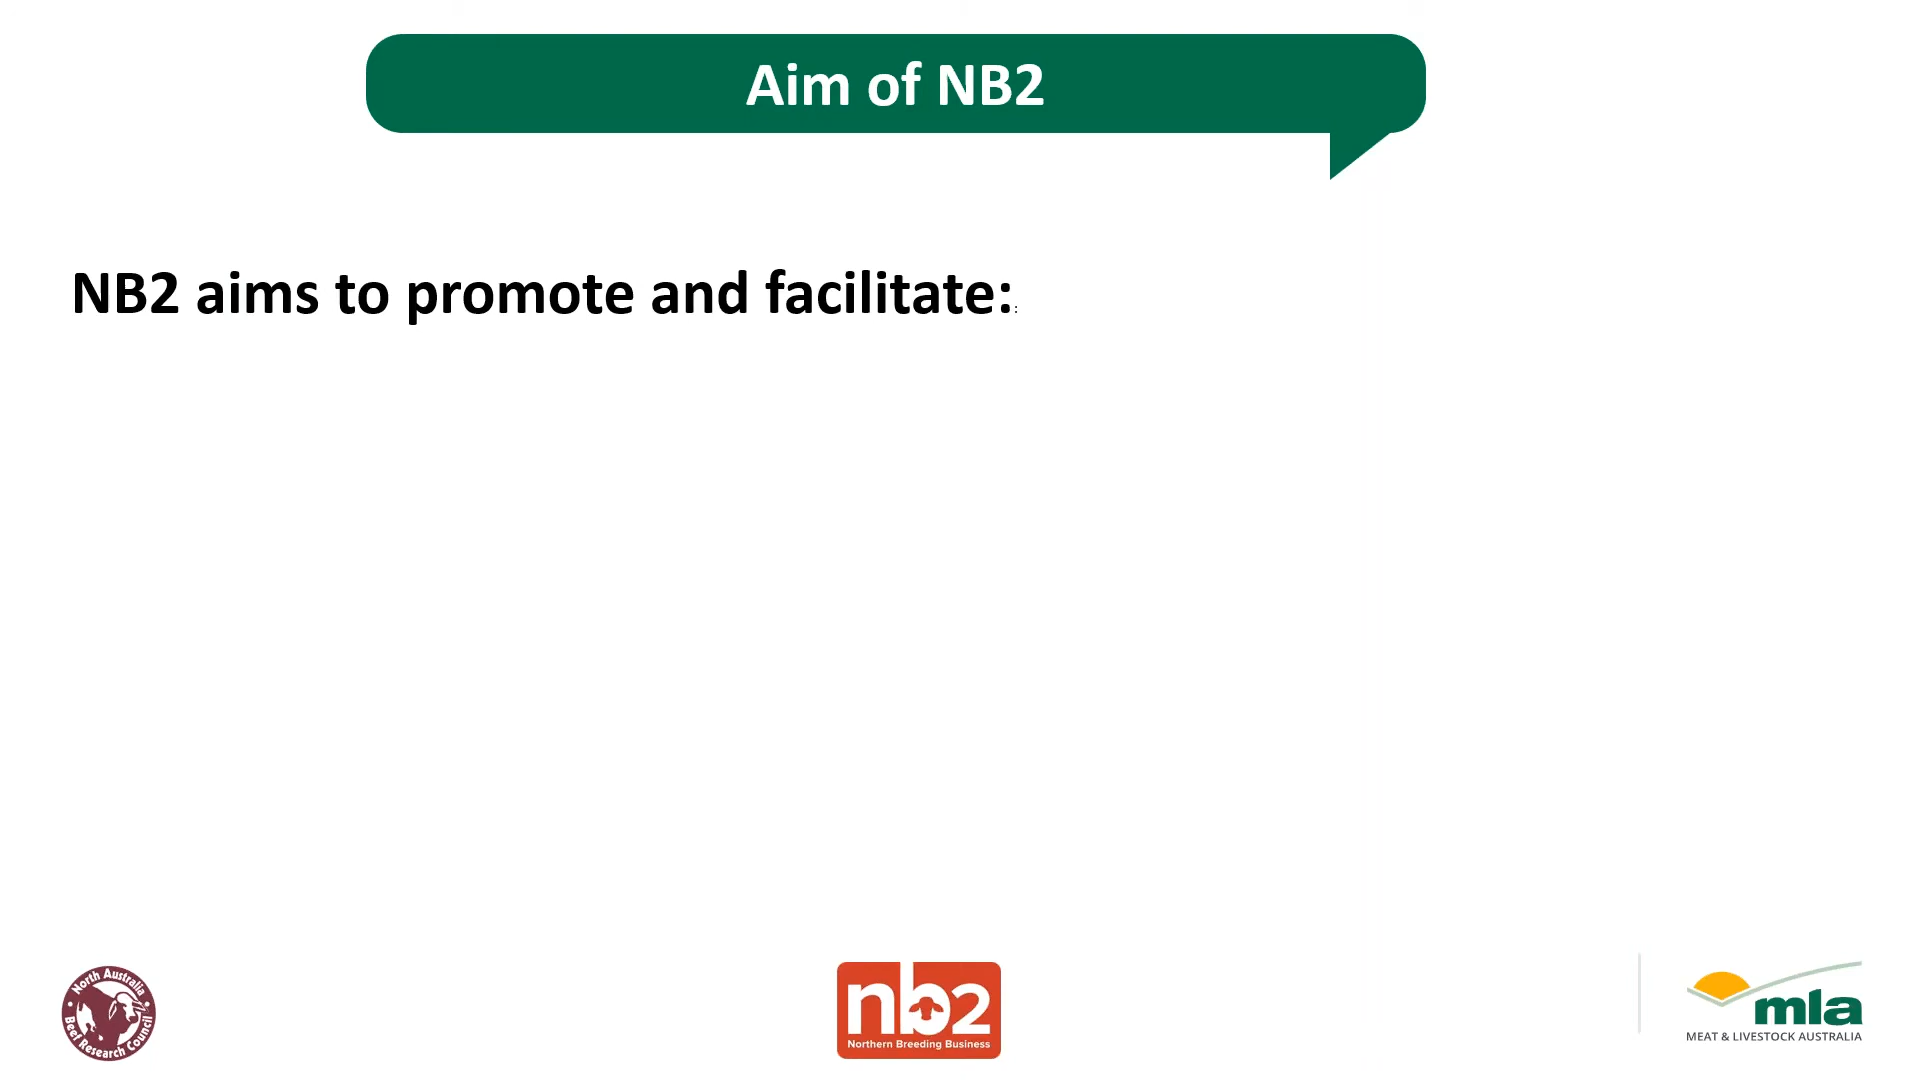 Aim of NB2
NB2 aims to promote and facilitate::
North Australia
Beef Research Council
nb2
Northern Breeding Business
mla
MEAT & LIVESTOCK AUSTRALIA